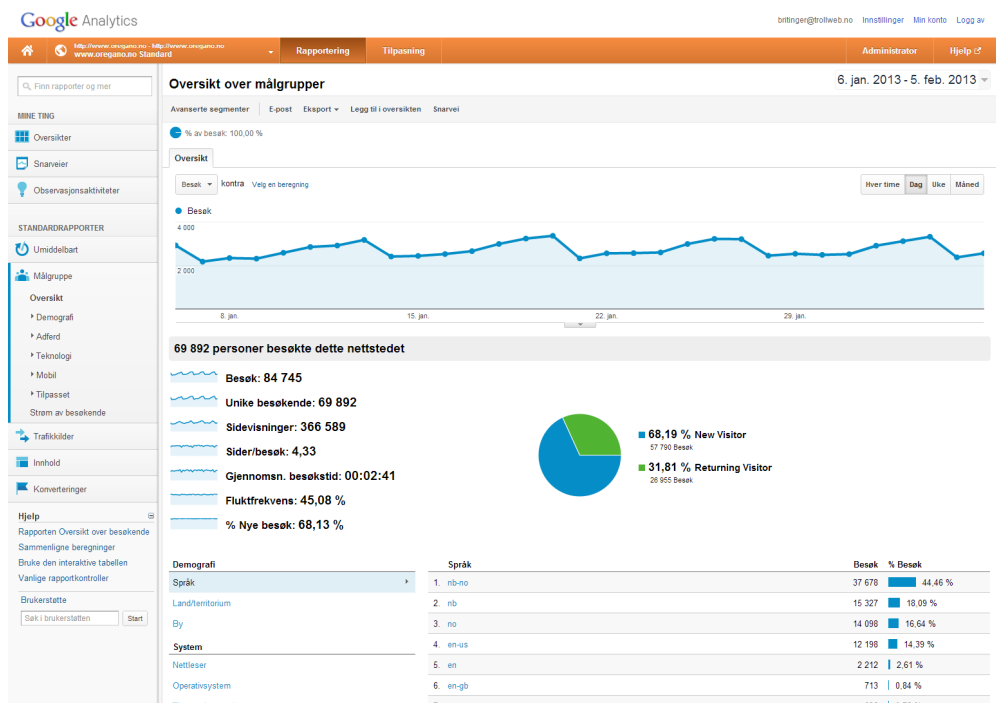 Google Analytics
britinger@trollweb.no Innstillinger Min konto Logg av
http://www.oregano.no - http://www.oregano.no
www.oregano.no Standard
Rapportering Tilpasning Administrator Hjelp
Finn rapporter og mer
MINE TING
Oversikter
Snarveier
Observasjonsaktiviteter
STANDARDRAPPORTER
Umiddelbart
Målgruppe
Oversikt
Demografi
Adferd
Teknologi
Mobil
Tilpasset
Strøm av besøkende
Trafikkilder
Innhold
Konverteringer
Hjelp
Rapporten Oversikt over besøkende
Sammenligne beregninger
Bruke den interaktive tabellen
Vanlige rapportkontroller
Brukerstøtte
Søk i brukerstøtten Start
Oversikt over målgrupper
6. jan. 2013 - 5. feb. 2013
Avanserte segmenter E-post Eksport Legg til i oversikten Snarvei
% av besøk: 100,00 %
Oversikt
Besøk kontra Velg en beregning
Hver time Dag Uke Måned
Besøk
4 000
2 000
8. jan. 15. jan. 22. jan. 29. jan.
69 892 personer besøkte dette nettstedet
Besøk: 84 745
Unike besøkende: 69 892
Sidevisninger: 366 589
Sider/besøk: 4,33
Gjennomsn. besøkstid: 00:02:41
Fluktfrekvens: 45,08 %
% Nye besøk: 68,13 %
68,19 % New Visitor
57 790 Besøk
31,81 % Returning Visitor
26 955 Besøk
Demografi
Språk
Land/territorium
By
System
Nettleser
Operativsystem
Språk Besøk % Besøk
1. nb-no 37 678 44,46 %
2. nb 15 327 18,09 %
3. no 14 098 16,64 %
4. en-us 12 198 14,39 %
5. en 2 212 2,61 %
6. en-gb 713 0,84 %